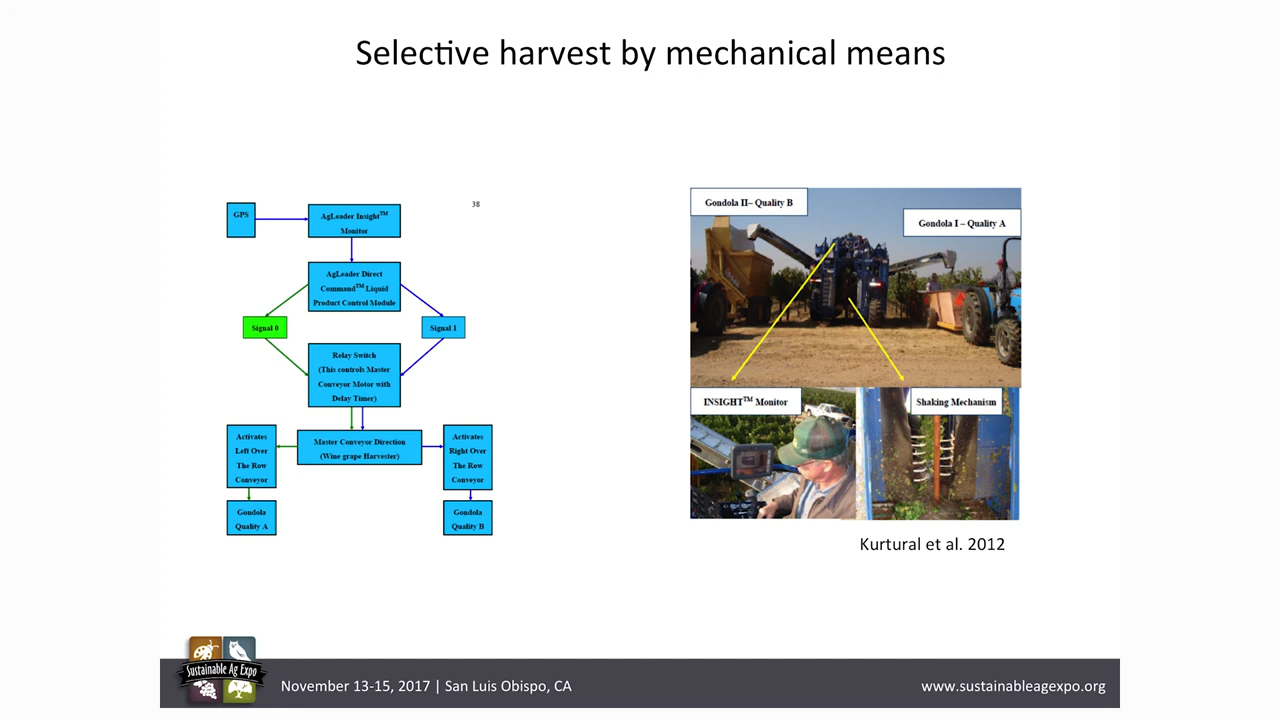 Selective harvest by mechanical means
38
GPS
AgLeader Insight™
Monitor
AgLeader Direct
Command™ Liquid
Product Control Module
Signal 0
Signal 1
Relay Switch
(This controls Master
Conveyor Motor with
Delay Timer)
Activates
Left Over
The Row
Conveyor
Master Conveyor Direction
(Wine grape Harvester)
Activates
Right Over
The Row
Conveyor
Gondola
Quality A
Gondola
Quality B
Gondola II– Quality B
Gondola I – Quality A
INSIGHT™ Monitor
Shaking Mechanism
Kurtural et al. 2012
Sustainable Ag Expo
November 13-15, 2017 | San Luis Obispo, CA
www.sustainableagexpo.org